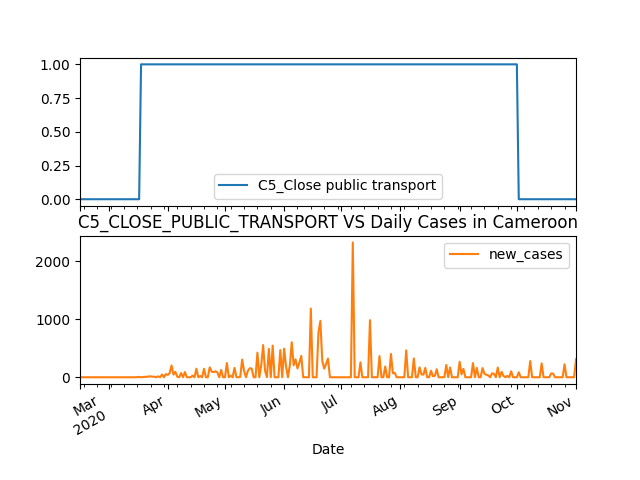 1.00
0.75
0.50
0.25
0.00
C5_Close public transport
C5_CLOSE_PUBLIC_TRANSPORT VS Daily Cases in Cameroon
new_cases
2000
1000
0
Mar
2020
Apr
May
Jun
Jul
Aug
Sep
Oct
Nov
Date